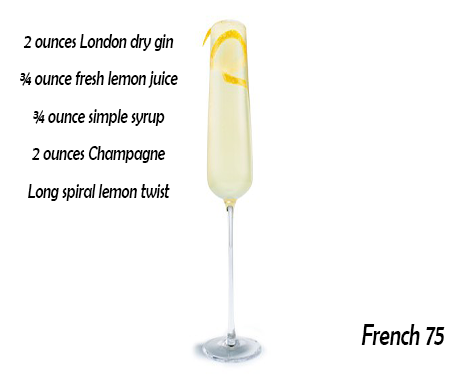 2 ounces London dry gin
¾ ounce fresh lemon juice
¾ ounce simple syrup
2 ounces Champagne
Long spiral lemon twist
French 75